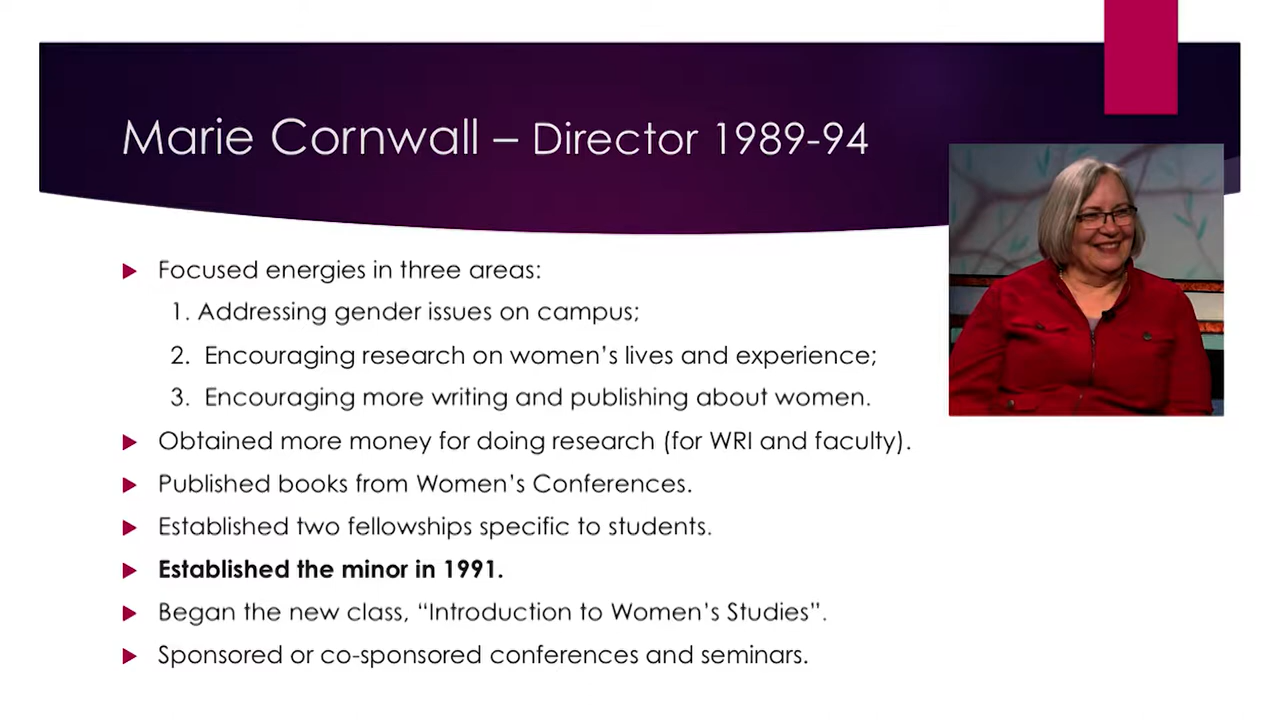 Marie Cornwall – Director 1989-94
Focused energies in three areas:
1. Addressing gender issues on campus;
2. Encouraging research on women’s lives and experience;
3. Encouraging more writing and publishing about women.
Obtained more money for doing research (for WRI and faculty).
Published books from Women’s Conferences.
Established two fellowships specific to students.
Established the minor in 1991.
Began the new class, “Introduction to Women’s Studies”.
Sponsored or co-sponsored conferences and seminars.